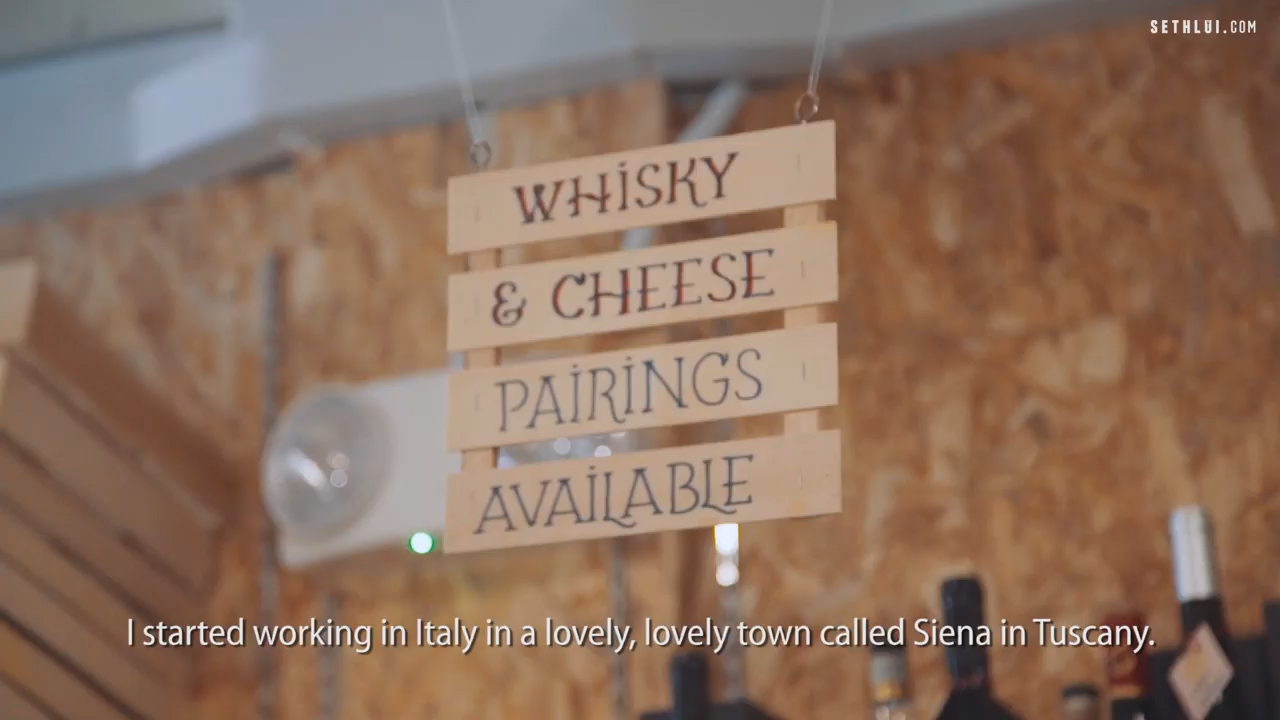 SETHLUI.COM
WHISKY
& CHEESE
PAIRINGS
AVAILABLE
I started working in Italy in a lovely, lovely town called Siena in Tuscany.